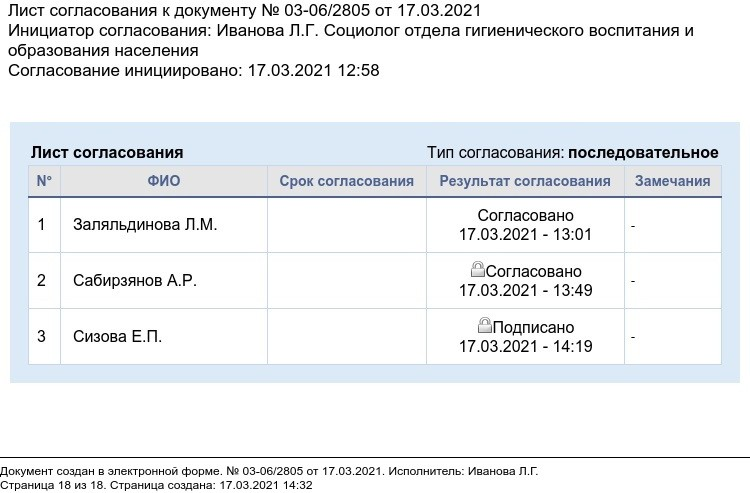 Лист согласования к документу № 03-06/2805 от 17.03.2021
Инициатор согласования: Иванова Л.Г. Социолог отдела гигиенического воспитания и
образования населения
Согласование инициировано: 17.03.2021 12:58
Лист согласования Тип согласования: последовательное
N° ФИО Срок согласования Результат согласования Замечания
1 Заляльдинова Л.М. Согласовано
17.03.2021 - 13:01 -
2 Сабирзянов А.Р. Согласовано
17.03.2021 - 13:49 -
3 Сизова Е.П. Подписано
17.03.2021 - 14:19 -
Документ создан в электронной форме. № 03-06/2805 от 17.03.2021. Исполнитель: Иванова Л.Г.
Страница 18 из 18. Страница создана: 17.03.2021 14:32